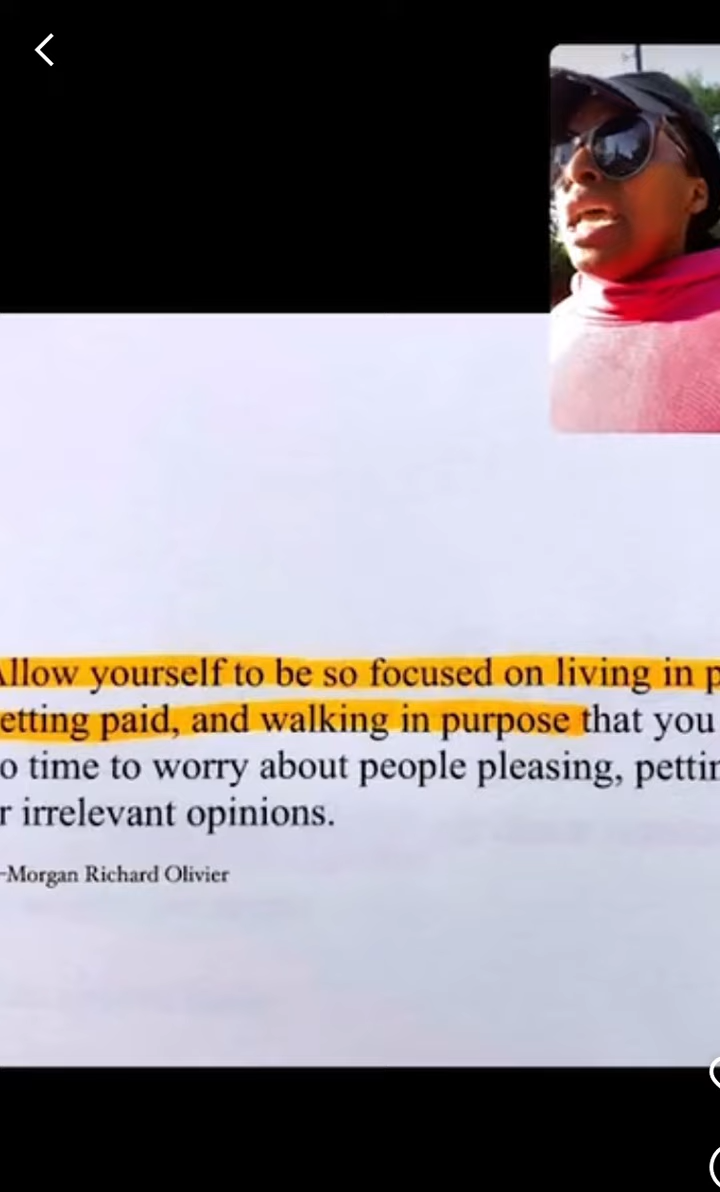 llow yourself to be so focused on living in p
etting paid, and walking in purpose that you
o time to worry about people pleasing, pettin
r irrelevant opinions.
-Morgan Richard Olivier